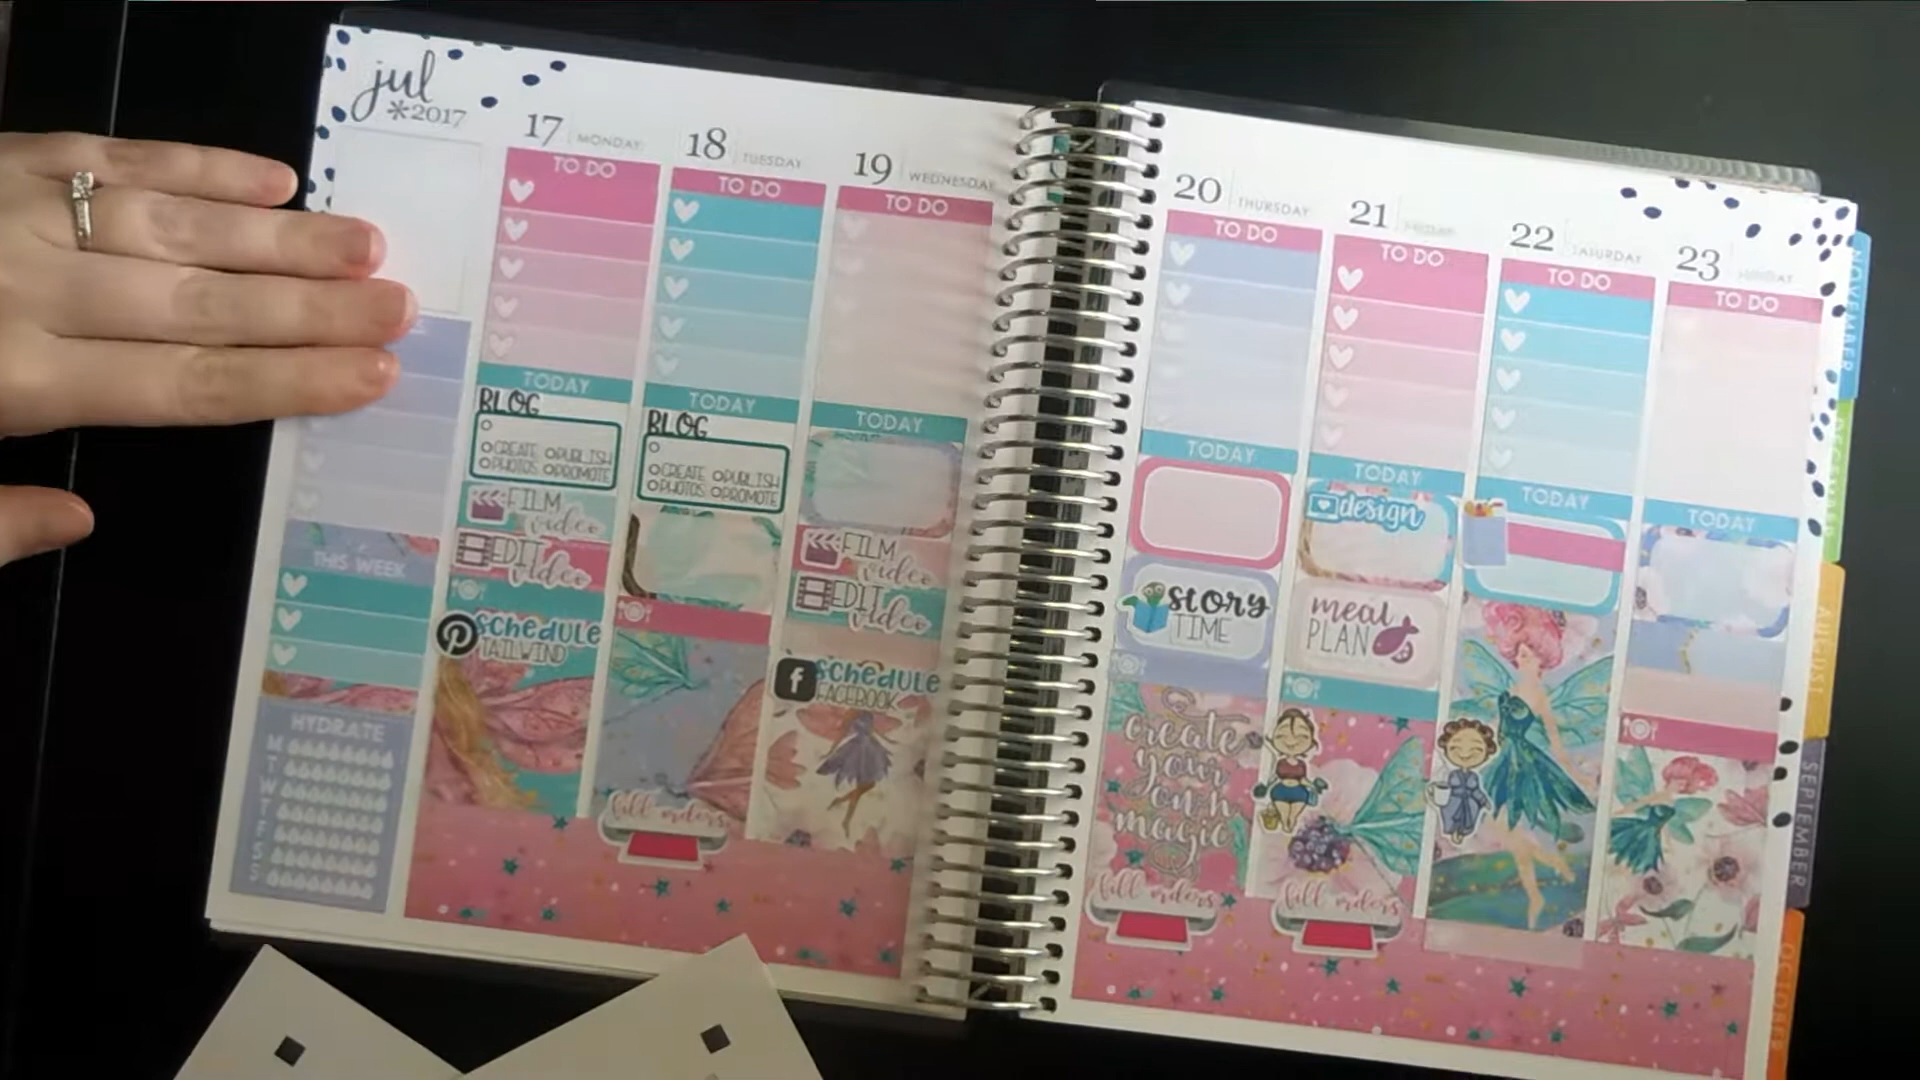 jul
*2017
17 MONDAY
TO DO
TODAY
BLOG
CREATE PUBLISH
PHOTOS PROMOTE
FILM
video
EDIT
video
SCHEDULE
TAILWIND
18 TUESDAY
TO DO
TODAY
BLOG
CREATE PUBLISH
PHOTOS PROMOTE
fill orders
19 WEDNESDAY
TO DO
TODAY
FILM
video
EDIT
video
f SCHEDULE
FACEBOOK
THIS WEEK
HYDRATE
M
T
W
T
F
S
S
20 THURSDAY
TO DO
TODAY
STORY
TIME
create
your
own
magic
fill orders
21 FRIDAY
TO DO
TODAY
design
meal
PLAN
fill orders
22 SATURDAY
TO DO
TODAY
23 SUNDAY
TO DO
TODAY
NOVEMBER
DECEMBER
AUGUST
SEPTEMBER
OCTOBER